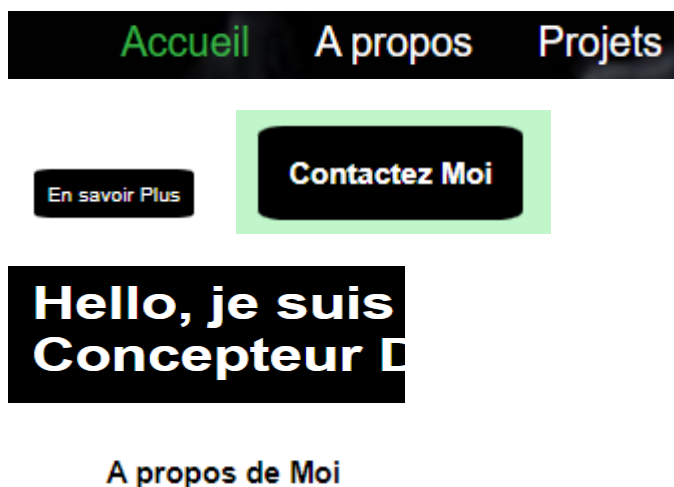 Accueil A propos Projets
En savoir Plus
Contactez Moi
Hello, je suis
Concepteur D
A propos de Moi